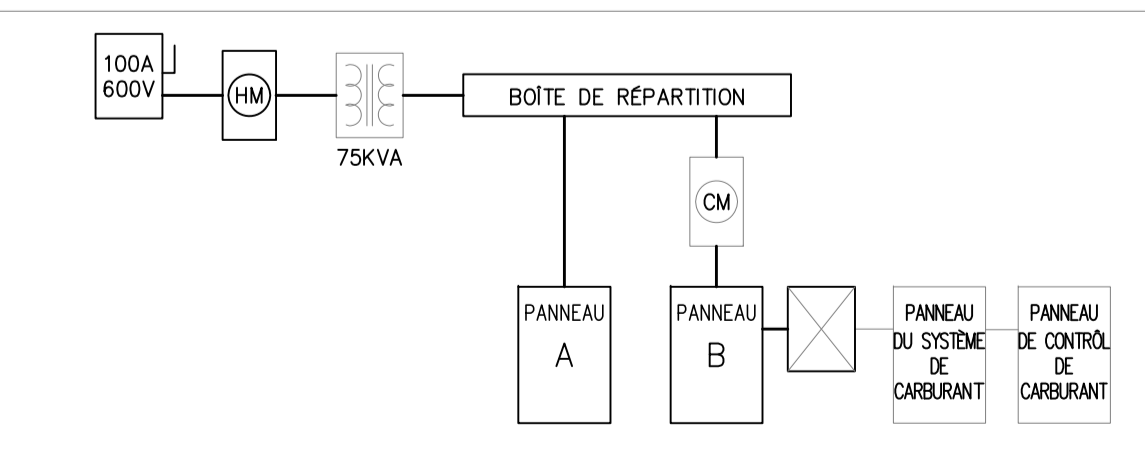 100A
600V
HM
75KVA
BOÎTE DE RÉPARTITION
CM
PANNEAU
A
PANNEAU
B
PANNEAU
DU SYSTÈME
DE
CARBURANT
PANNEAU
DE CONTRÔL
DE
CARBURANT